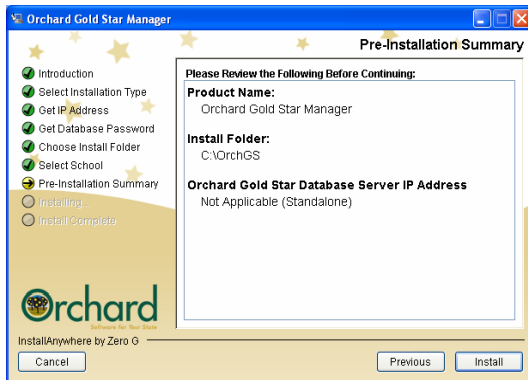 Orchard Gold Star Manager
Pre-Installation Summary
Introduction
Select Installation Type
Get IP Address
Get Database Password
Choose Install Folder
Select School
Pre-Installation Summary
Installing...
Install Complete
Please Review the Following Before Continuing:
Product Name:
Orchard Gold Star Manager
Install Folder:
C:\OrchGS
Orchard Gold Star Database Server IP Address
Not Applicable (Standalone)
Orchard
Software for Your State
InstallAnywhere by Zero G
Cancel
Previous
Install